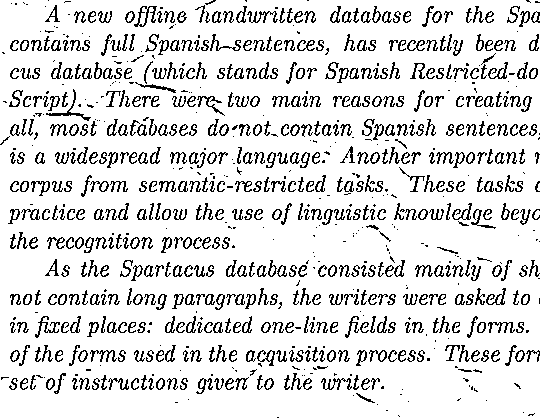 A new offline handwritten database for the Spa
contains full Spanish sentences, has recently been d
cus database (which stands for Spanish Restricted-do
Script). There were two main reasons for creating
all, most databases do not contain Spanish sentences,
is a widespread major language. Another important r
corpus from semantic-restricted tasks. These tasks a
practice and allow the use of linguistic knowledge beyo
the recognition process.
As the Spartacus database consisted mainly of sh
not contain long paragraphs, the writers were asked to
in fixed places: dedicated one-line fields in the forms.
of the forms used in the acquisition process. These for
set of instructions given to the writer.